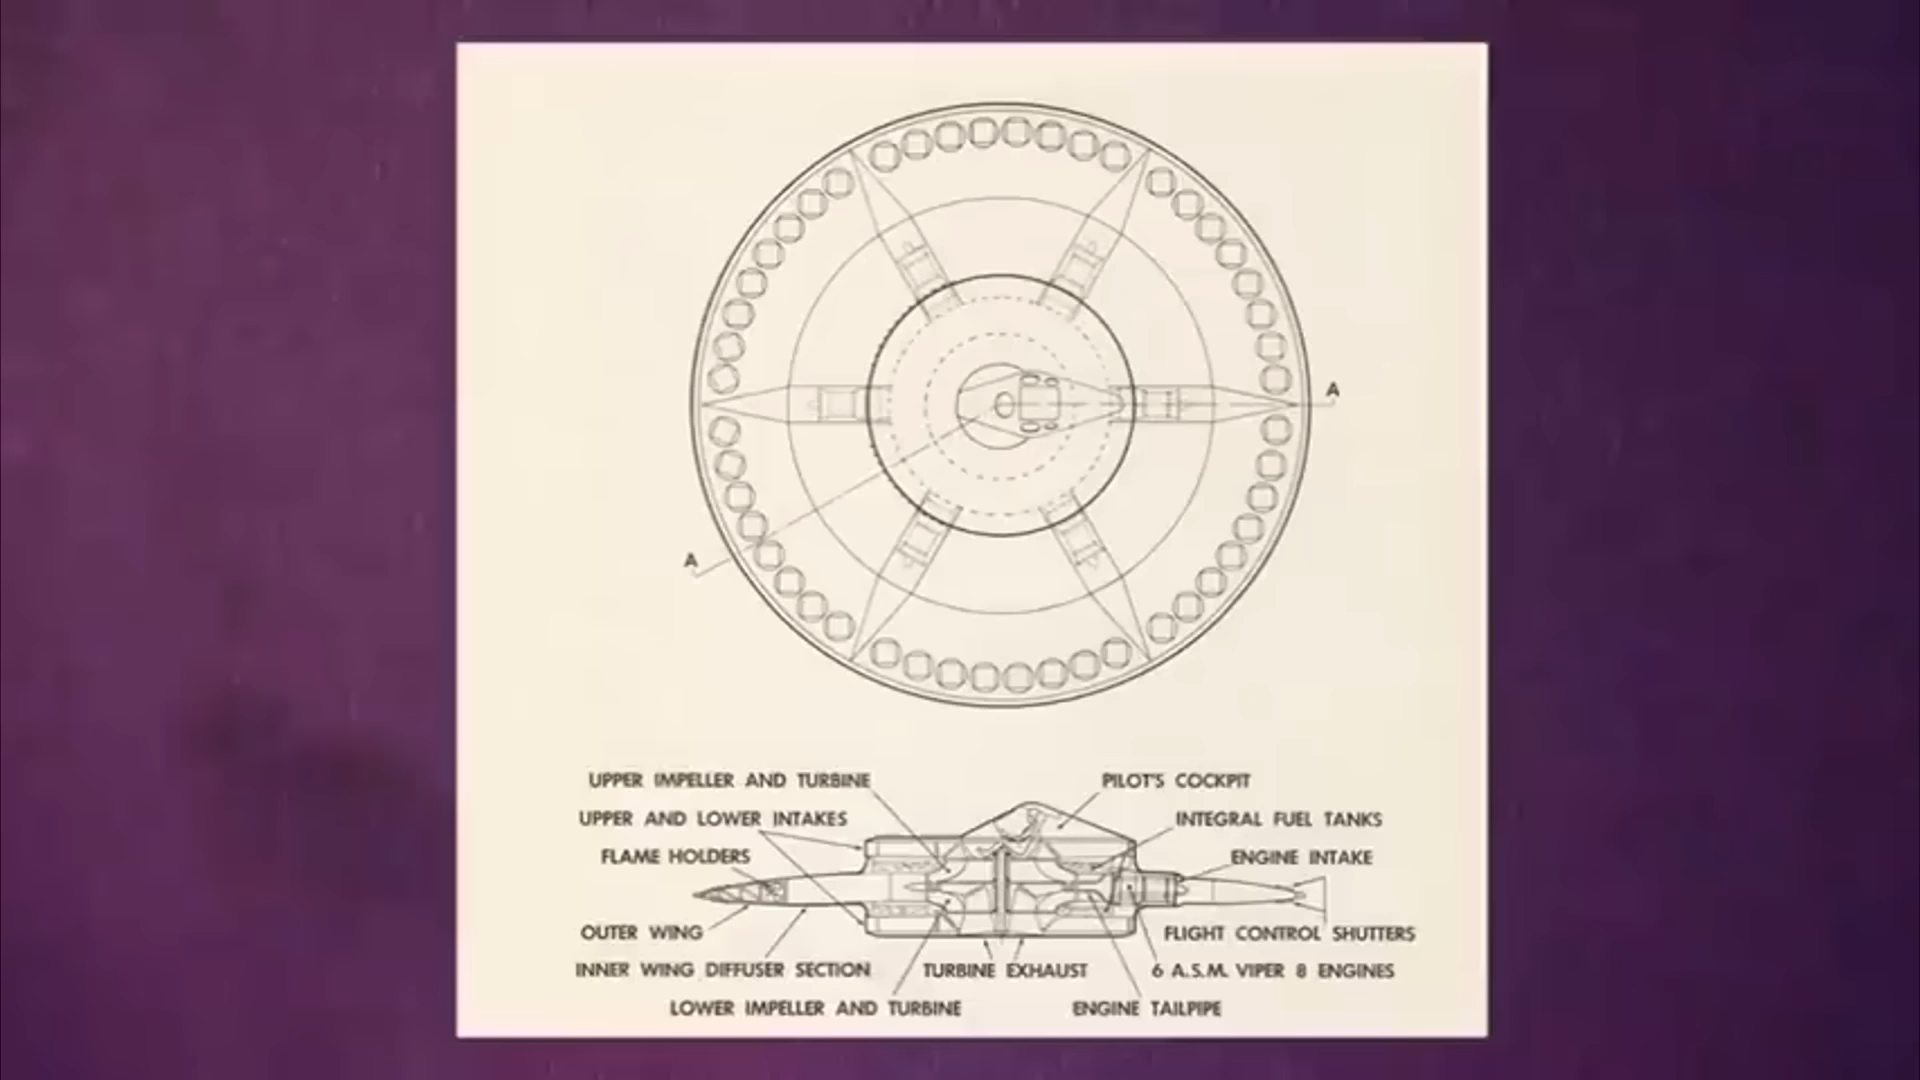 A
A
UPPER IMPELLER AND TURBINE
PILOT'S COCKPIT
UPPER AND LOWER INTAKES
INTEGRAL FUEL TANKS
FLAME HOLDERS
ENGINE INTAKE
OUTER WING
FLIGHT CONTROL SHUTTERS
INNER WING DIFFUSER SECTION
TURBINE EXHAUST
6 A.S.M. VIPER 8 ENGINES
LOWER IMPELLER AND TURBINE
ENGINE TAILPIPE